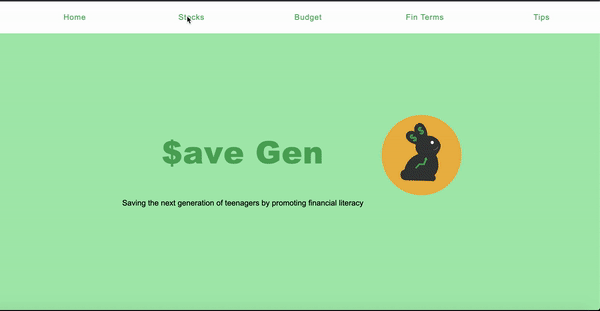 Home Stocks Budget Fin Terms Tips
$ave Gen
Saving the next generation of teenagers by promoting financial literacy
$ $